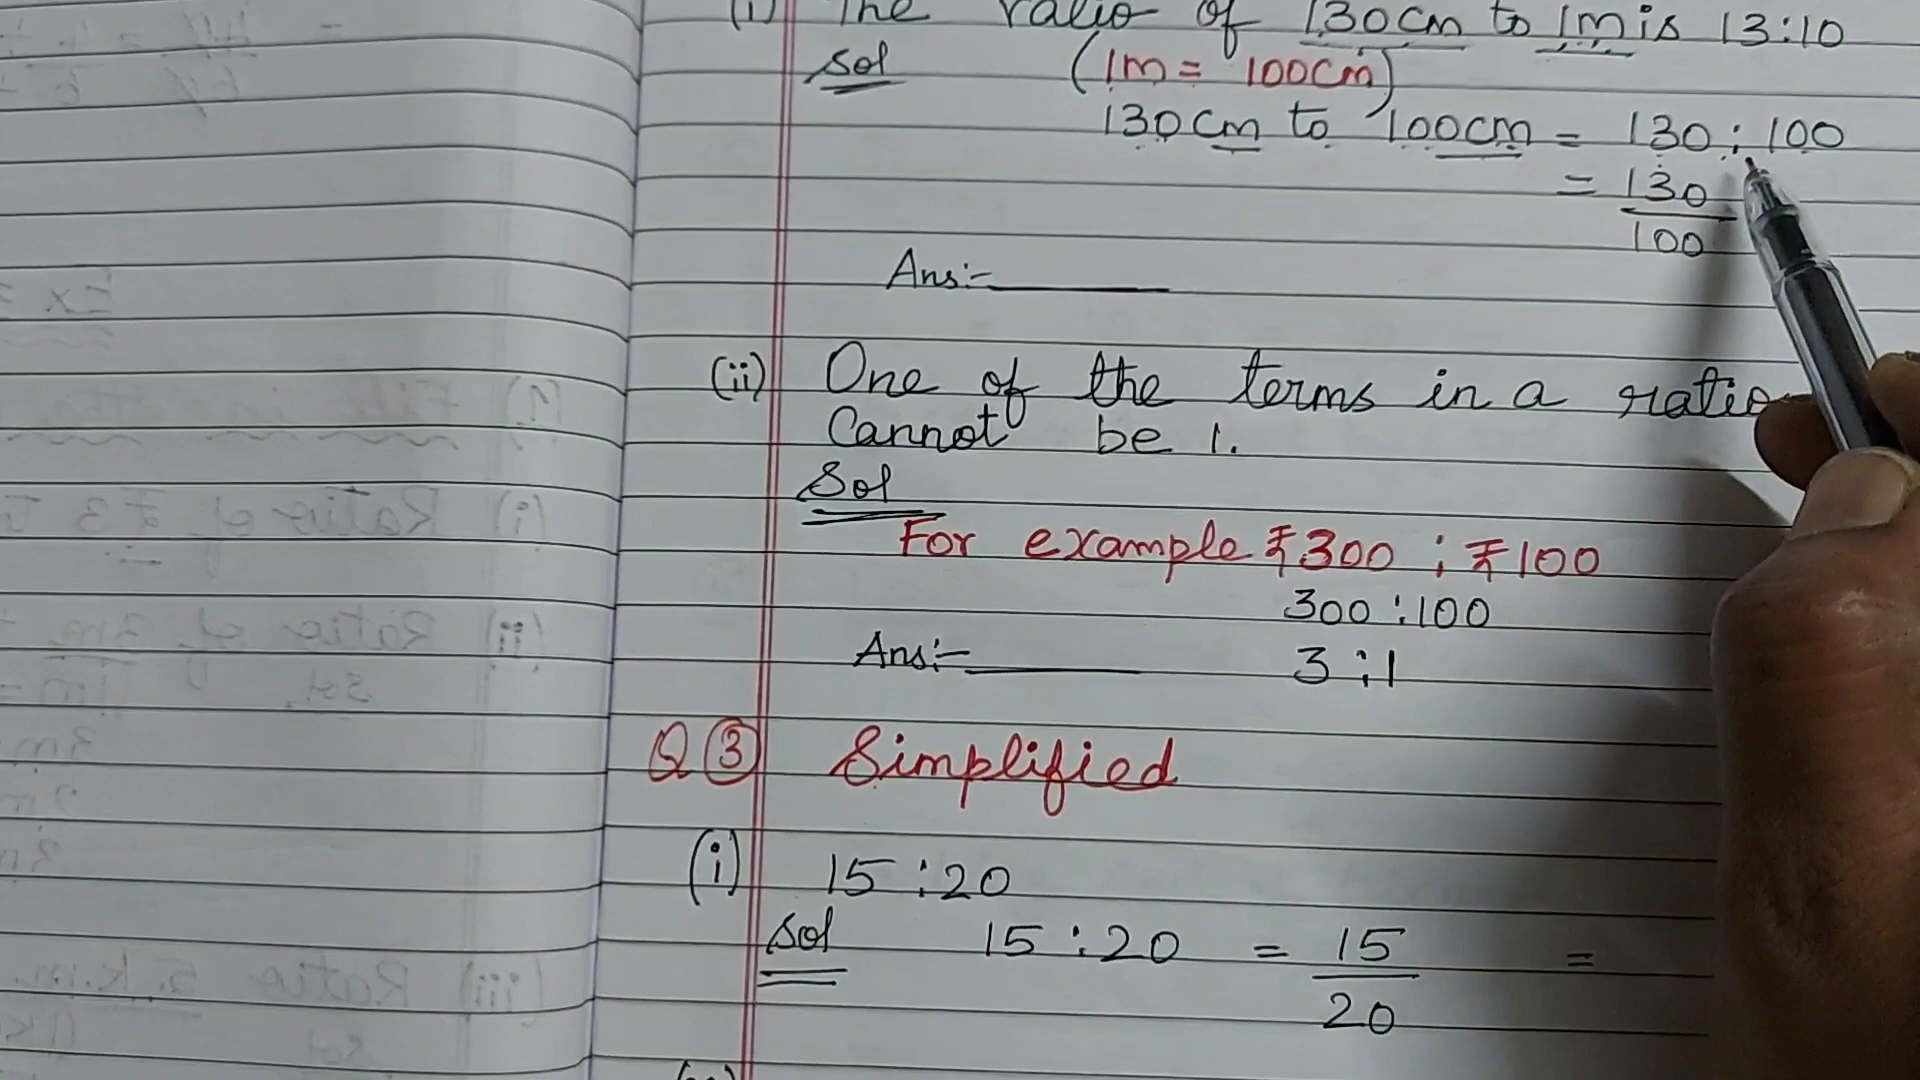 (i) The ratio of 130cm to 1m is 13:10
Sol (1m = 100cm)
130cm to 100cm = 130 : 100
= 130
100
Ans:-
(ii) One of the terms in a ratio
Cannot be 1.
Sol
For example ₹300 : ₹100
300 : 100
Ans:- 3 : 1
Q 3 Simplified
(i) 15 : 20
Sol 15 : 20 = 15 =
20